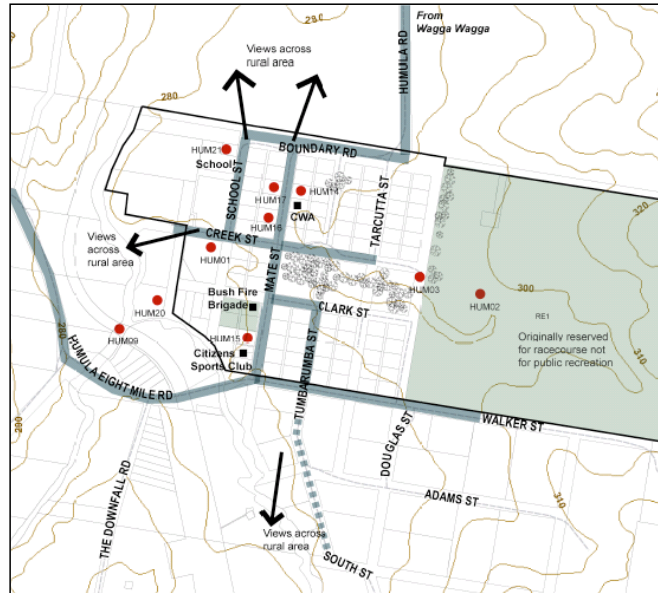 From
Wagga Wagga
280
Views across
rural area
HUMULA RD
280
HUM21
School
BOUNDARY RD
SCHOOL ST
HUM17
HUM14
CWA
HUM16
TARCUTTA ST
320
CREEK ST
Views
across
rural area
HUM01
MATE ST
HUM03
300
HUM02
Bush Fire
Brigade
HUM20
CLARK ST
RE1
310
Originally reserved
for racecourse not
for public recreation
280
HUM09
HUM15
Citizens
Sports Club
HUMULA EIGHT MILE RD
TUMBARUMBA ST
WALKER ST
290
DOUGLAS ST
THE DOWNFALL RD
ADAMS ST
310
Views across
rural area
SOUTH ST